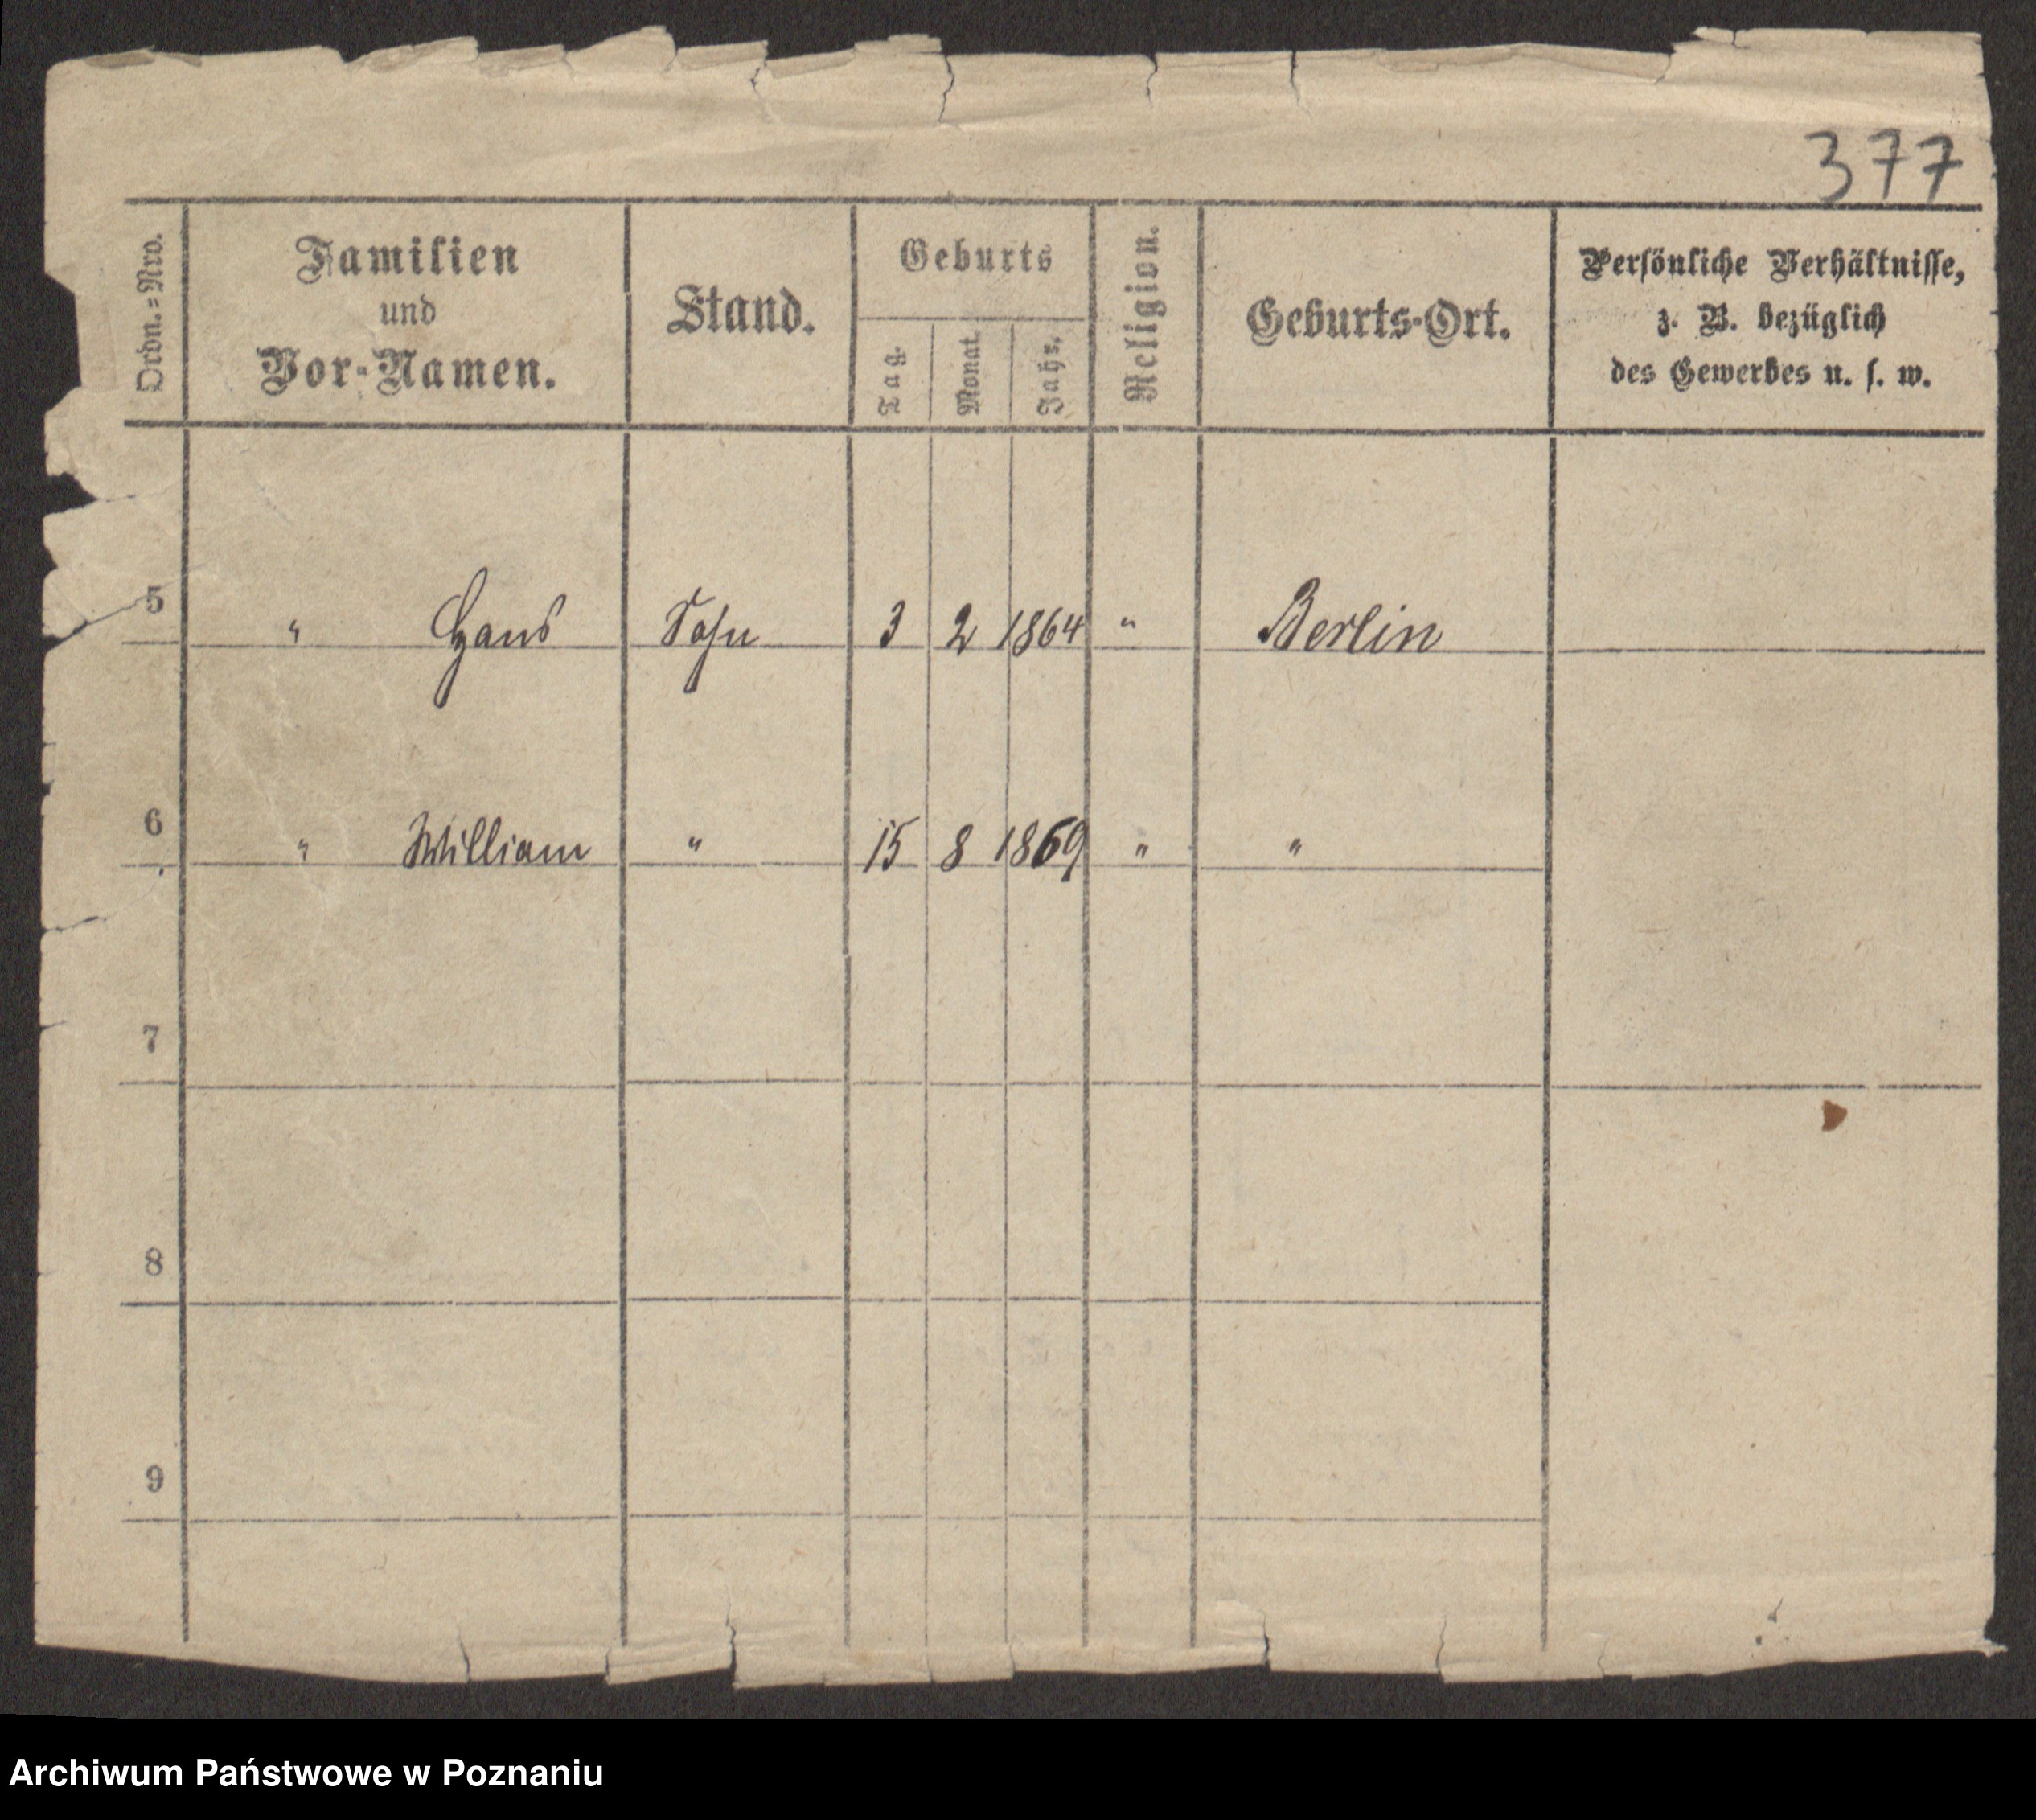 377
Ordn.=Nro.
Familien
und
Vor-Namen.
Stand.
Geburts
Tag.
Monat.
Jahr.
Religion.
Geburts-Ort.
Persönliche Verhältnisse,
z. B. bezüglich
des Gewerbes u. s. w.
5 " Hans Sohn 3 2 1864 " Berlin
6 " William " 15 8 1869 " "
7
8
9
Archiwum Państwowe w Poznaniu